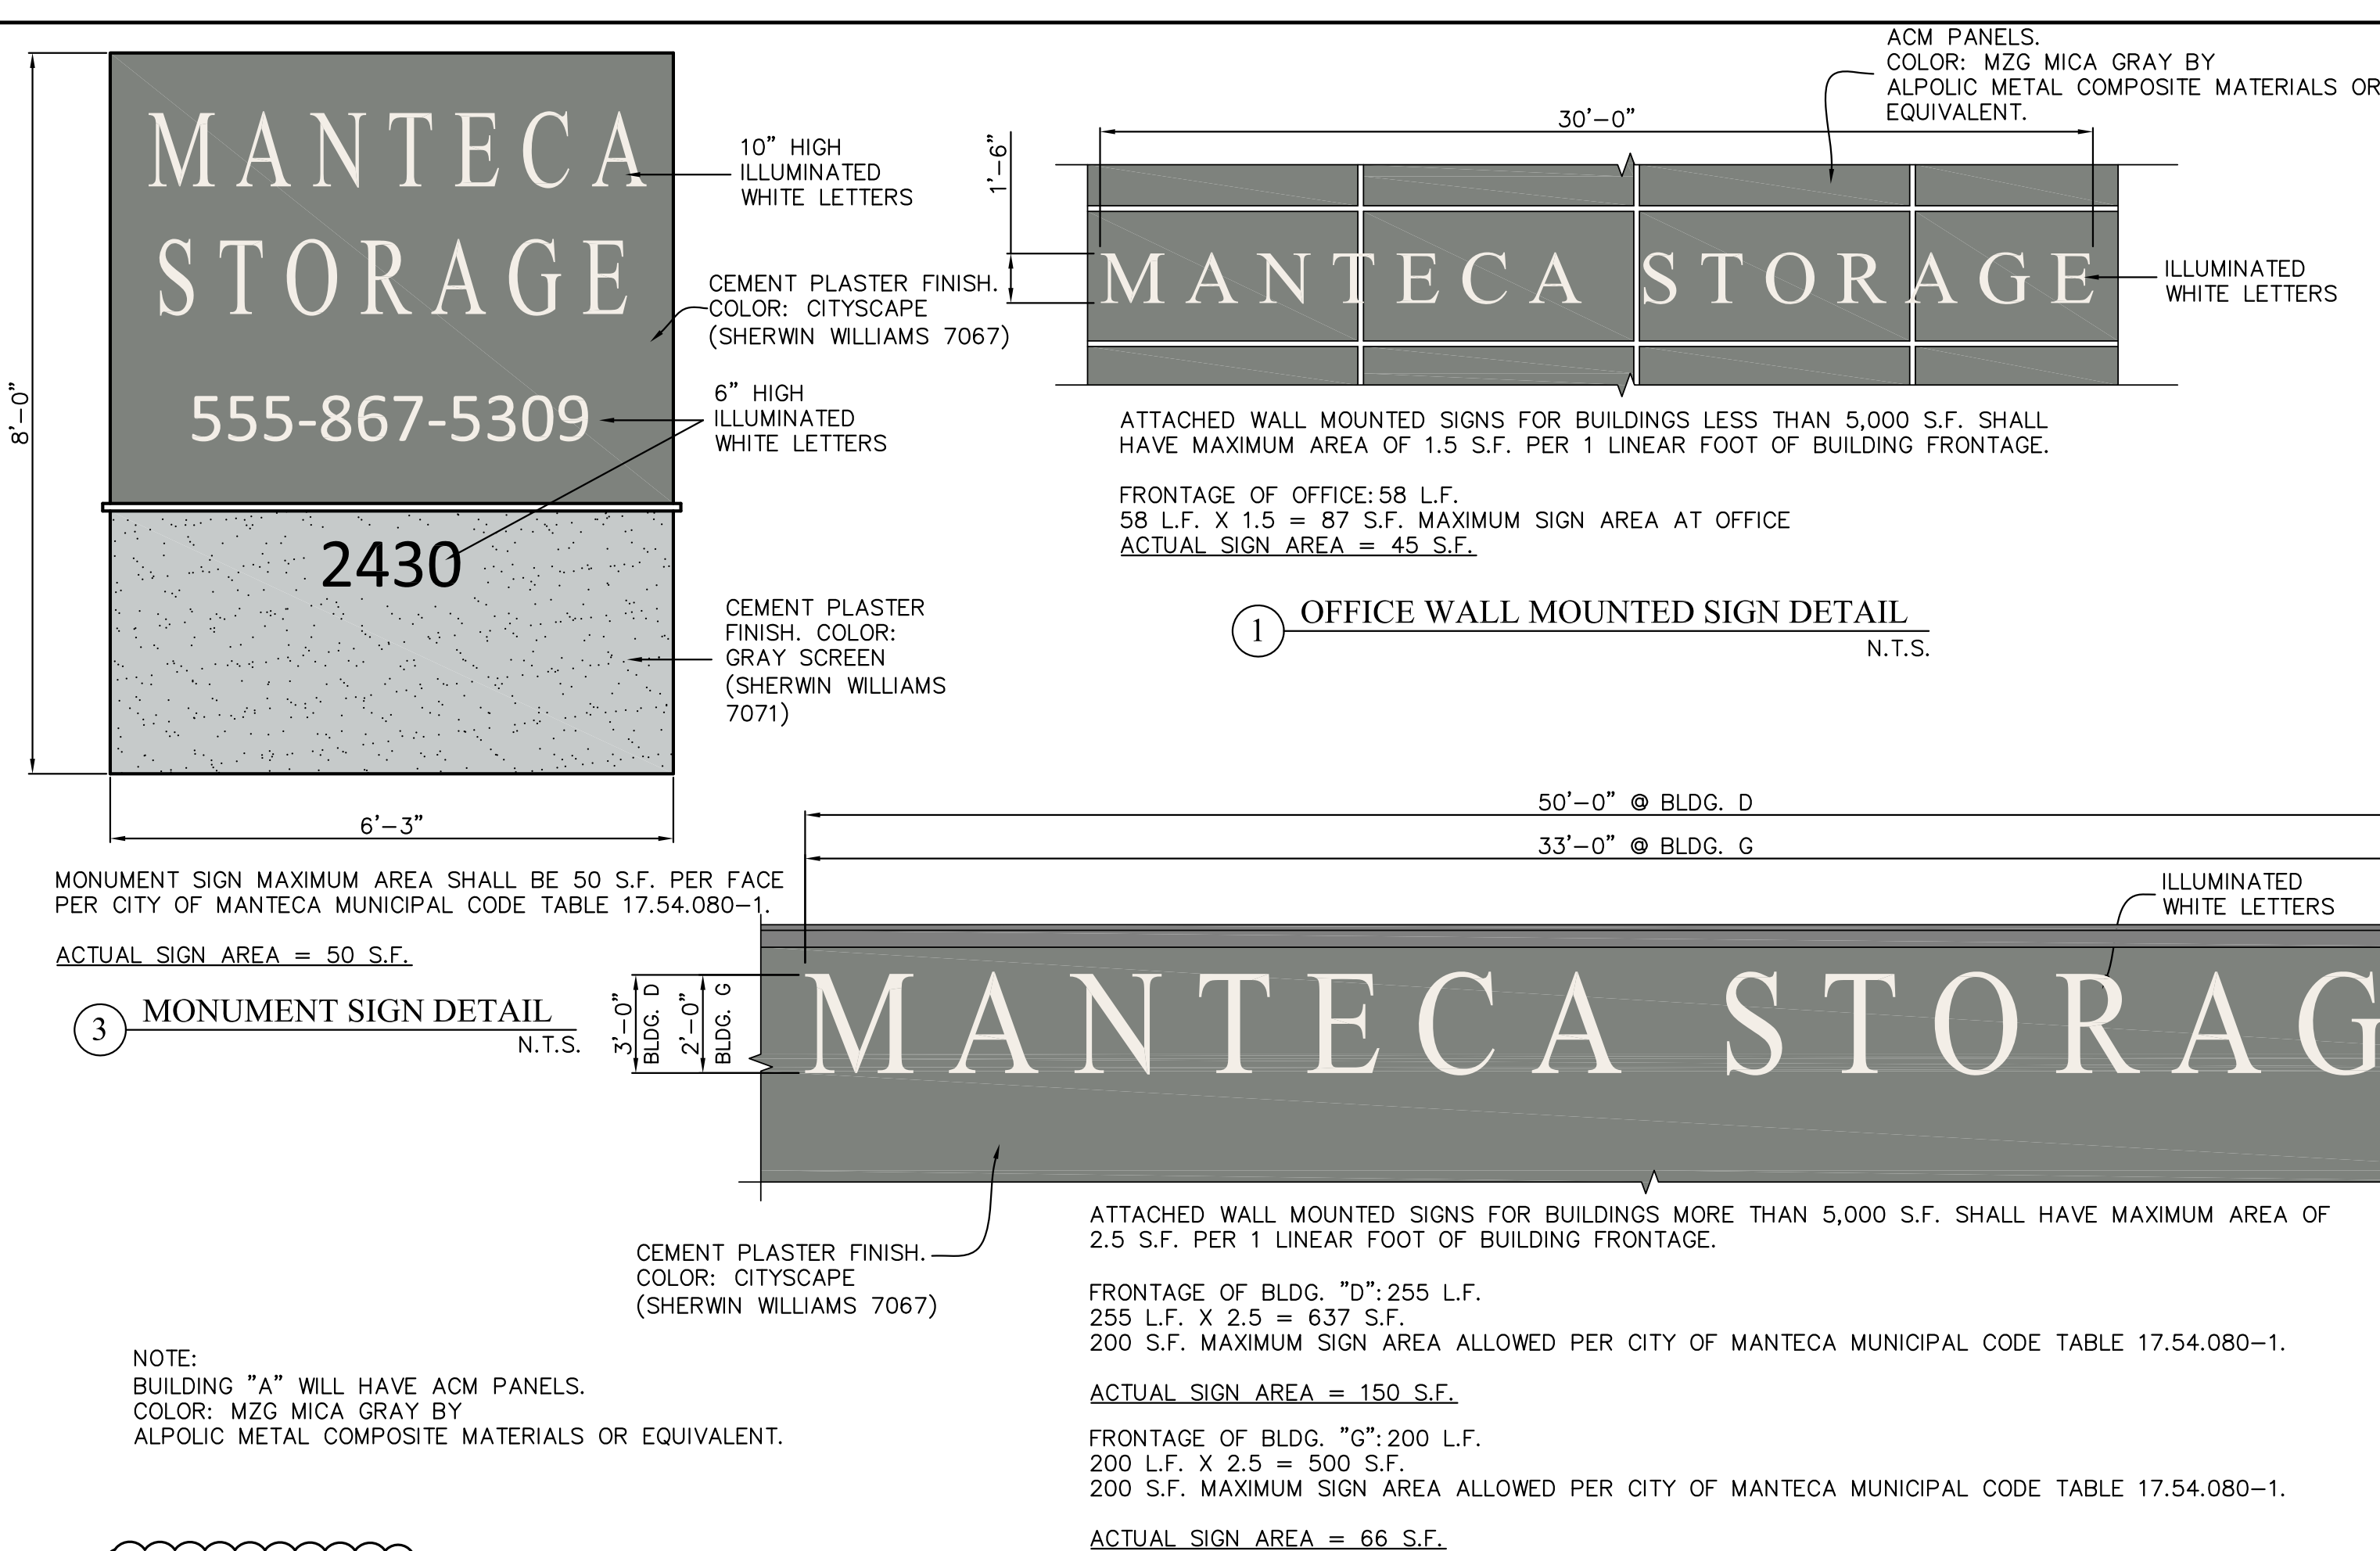 8'-0"
MANTECA
STORAGE
555-867-5309
2430
6'-3"
10" HIGH
ILLUMINATED
WHITE LETTERS
CEMENT PLASTER FINISH.
COLOR: CITYSCAPE
(SHERWIN WILLIAMS 7067)
6" HIGH
ILLUMINATED
WHITE LETTERS
CEMENT PLASTER
FINISH. COLOR:
GRAY SCREEN
(SHERWIN WILLIAMS
7071)
MONUMENT SIGN MAXIMUM AREA SHALL BE 50 S.F. PER FACE
PER CITY OF MANTECA MUNICIPAL CODE TABLE 17.54.080-1.
ACTUAL SIGN AREA = 50 S.F.
3 MONUMENT SIGN DETAIL
N.T.S.
ACM PANELS.
COLOR: MZG MICA GRAY BY
ALPOLIC METAL COMPOSITE MATERIALS OR
EQUIVALENT.
30'-0"
1'-6"
MANTECA STORAGE
ILLUMINATED
WHITE LETTERS
ATTACHED WALL MOUNTED SIGNS FOR BUILDINGS LESS THAN 5,000 S.F. SHALL
HAVE MAXIMUM AREA OF 1.5 S.F. PER 1 LINEAR FOOT OF BUILDING FRONTAGE.
FRONTAGE OF OFFICE: 58 L.F.
58 L.F. X 1.5 = 87 S.F. MAXIMUM SIGN AREA AT OFFICE
ACTUAL SIGN AREA = 45 S.F.
1 OFFICE WALL MOUNTED SIGN DETAIL
N.T.S.
50'-0" @ BLDG. D
33'-0" @ BLDG. G
ILLUMINATED
WHITE LETTERS
3'-0"
BLDG. D
2'-0"
BLDG. G
MANTECA STORAG
CEMENT PLASTER FINISH.
COLOR: CITYSCAPE
(SHERWIN WILLIAMS 7067)
ATTACHED WALL MOUNTED SIGNS FOR BUILDINGS MORE THAN 5,000 S.F. SHALL HAVE MAXIMUM AREA OF
2.5 S.F. PER 1 LINEAR FOOT OF BUILDING FRONTAGE.
FRONTAGE OF BLDG. "D": 255 L.F.
255 L.F. X 2.5 = 637 S.F.
200 S.F. MAXIMUM SIGN AREA ALLOWED PER CITY OF MANTECA MUNICIPAL CODE TABLE 17.54.080-1.
ACTUAL SIGN AREA = 150 S.F.
FRONTAGE OF BLDG. "G": 200 L.F.
200 L.F. X 2.5 = 500 S.F.
200 S.F. MAXIMUM SIGN AREA ALLOWED PER CITY OF MANTECA MUNICIPAL CODE TABLE 17.54.080-1.
ACTUAL SIGN AREA = 66 S.F.
NOTE:
BUILDING "A" WILL HAVE ACM PANELS.
COLOR: MZG MICA GRAY BY
ALPOLIC METAL COMPOSITE MATERIALS OR EQUIVALENT.